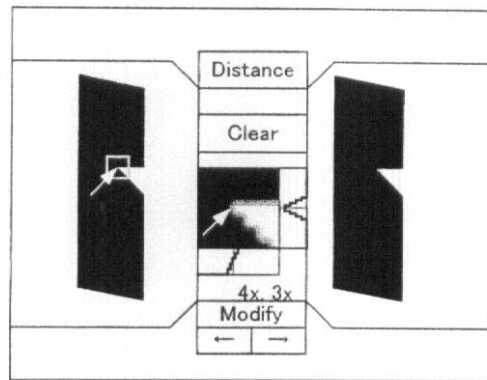 Distance
Clear
4x, 3x
Modify
← →